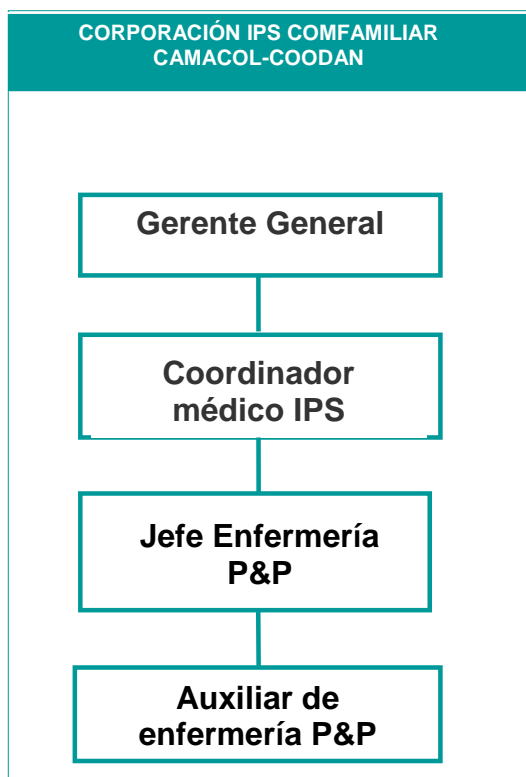 CORPORACIÓN IPS COMFAMILIAR
CAMACOL-COODAN
Gerente General
Coordinador
médico IPS
Jefe Enfermería
P&P
Auxiliar de
enfermería P&P